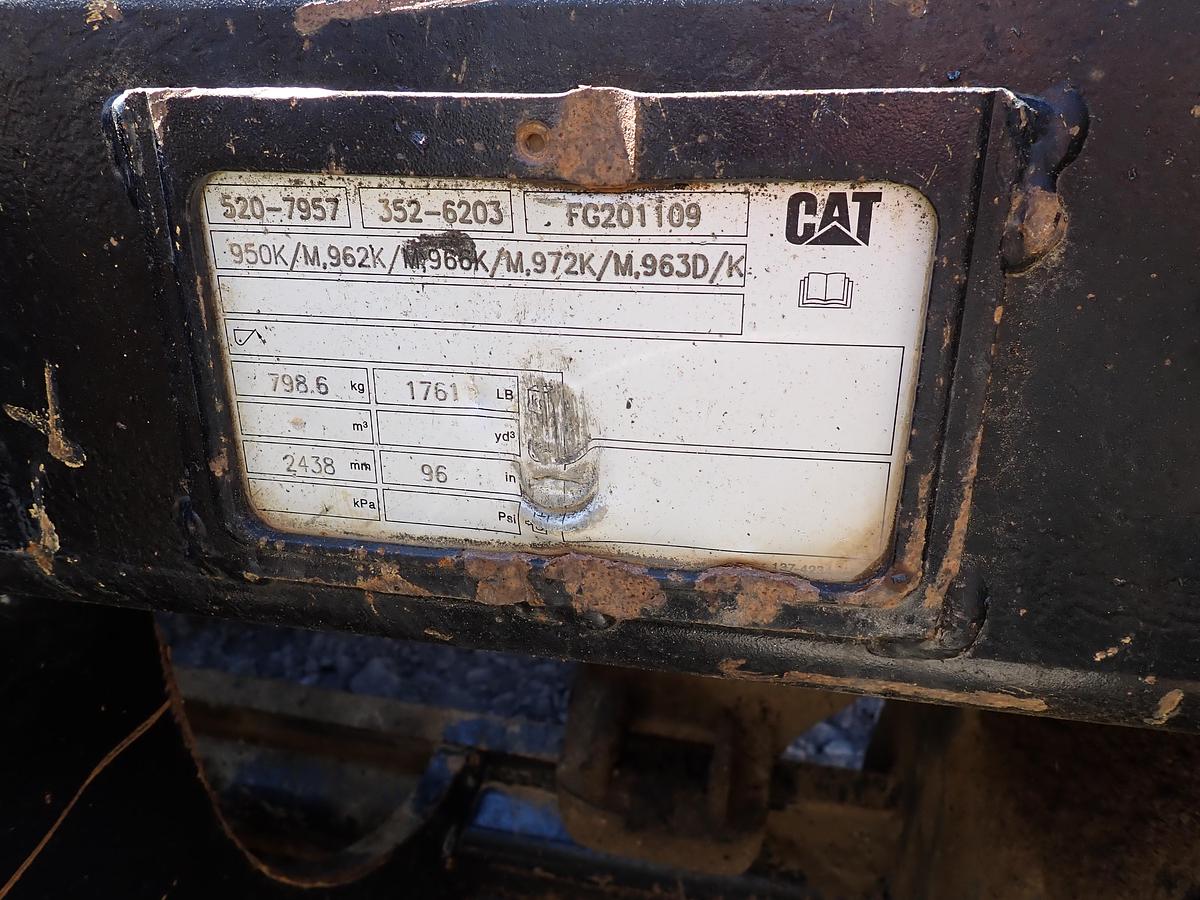 520-7957 352-6203 FG201109 CAT
950K/M,962K/M,966K/M,972K/M,963D/K
798.6 kg 1761 LB
m³ yd³
2438 mm 96 in
kPa Psi